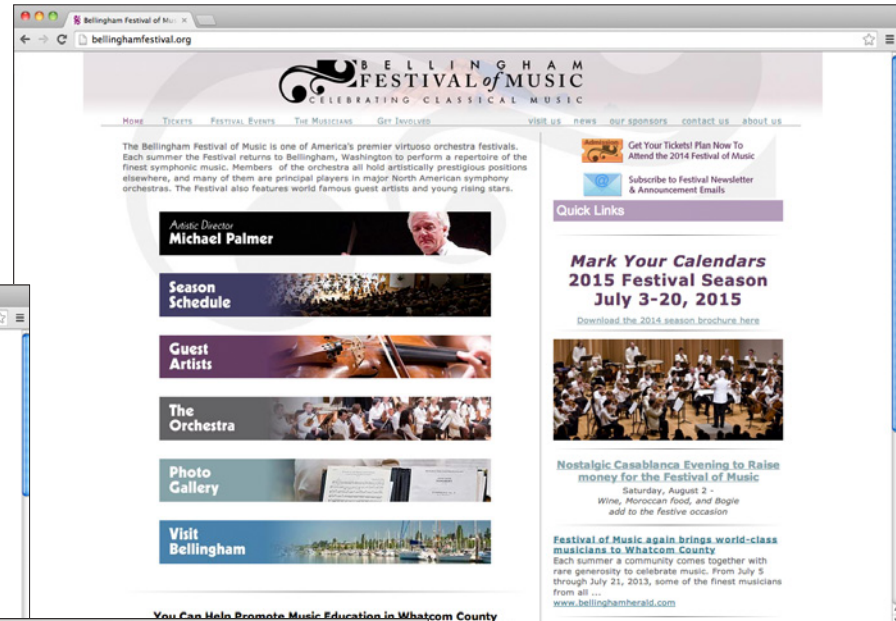 Bellingham Festival of Mus
bellinghamfestival.org
BELLINGHAM
FESTIVAL of MUSIC
CELEBRATING CLASSICAL MUSIC
Home Tickets Festival Events The Musicians Get Involved
visit us news our sponsors contact us about us
The Bellingham Festival of Music is one of America's premier virtuoso orchestra festivals.
Each summer the Festival returns to Bellingham, Washington to perform a repertoire of the
finest symphonic music. Members of the orchestra all hold artistically prestigious positions
elsewhere, and many of them are principal players in major North American symphony
orchestras. The Festival also features world famous guest artists and young rising stars.
Artistic Director
Michael Palmer
Season
Schedule
Guest
Artists
The
Orchestra
Photo
Gallery
Visit
Bellingham
You Can Help Promote Music Education in Whatcom County
Admission
Get Your Tickets! Plan Now To
Attend the 2014 Festival of Music
Subscribe to Festival Newsletter
& Announcement Emails
Quick Links
Mark Your Calendars
2015 Festival Season
July 3-20, 2015
Download the 2014 season brochure here
Nostalgic Casablanca Evening to Raise
money for the Festival of Music
Saturday, August 2 -
Wine, Moroccan food, and Bogie
add to the festive occasion
Festival of Music again brings world-class
musicians to Whatcom County
Each summer a community comes together with
rare generosity to celebrate music. From July 5
through July 21, 2013, some of the finest musicians
from all ...
www.bellinghamherald.com